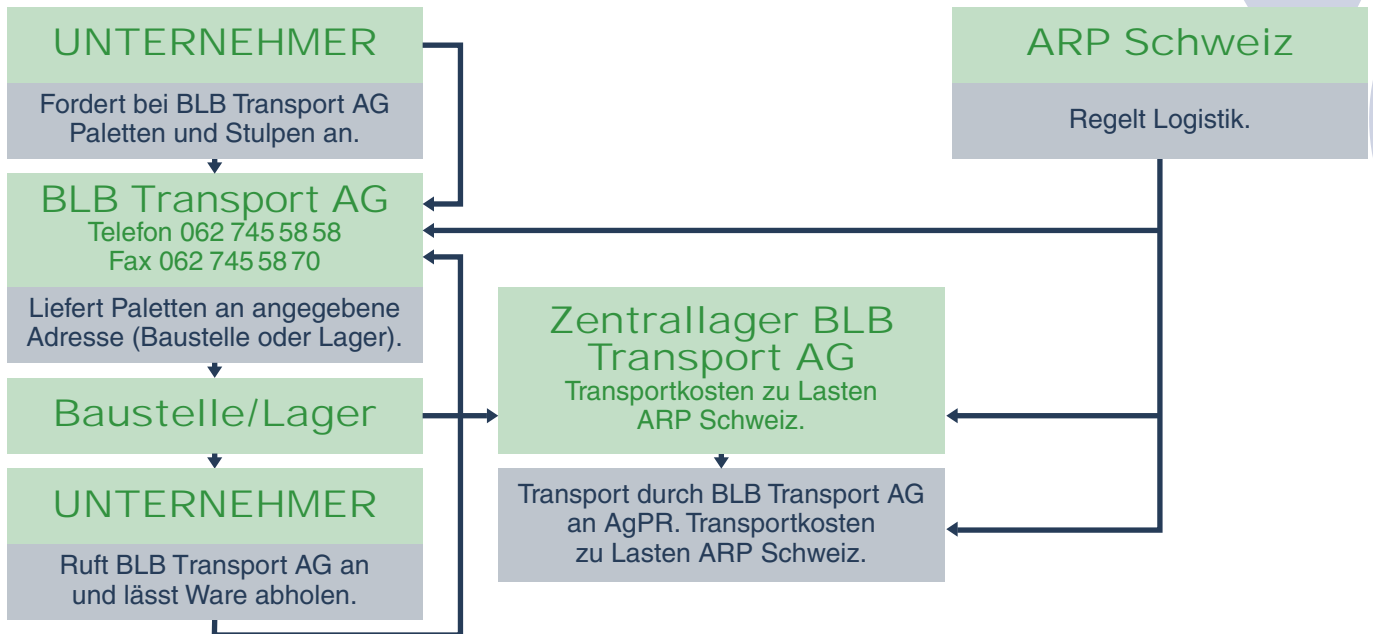 UNTERNEHMER
Fordert bei BLB Transport AG
Paletten und Stulpen an.
BLB Transport AG
Telefon 062 745 58 58
Fax 062 745 58 70
Liefert Paletten an angegebene
Adresse (Baustelle oder Lager).
Baustelle/Lager
UNTERNEHMER
Ruft BLB Transport AG an
und lässt Ware abholen.
Zentrallager BLB
Transport AG
Transportkosten zu Lasten
ARP Schweiz.
Transport durch BLB Transport AG
an AgPR. Transportkosten
zu Lasten ARP Schweiz.
ARP Schweiz
Regelt Logistik.